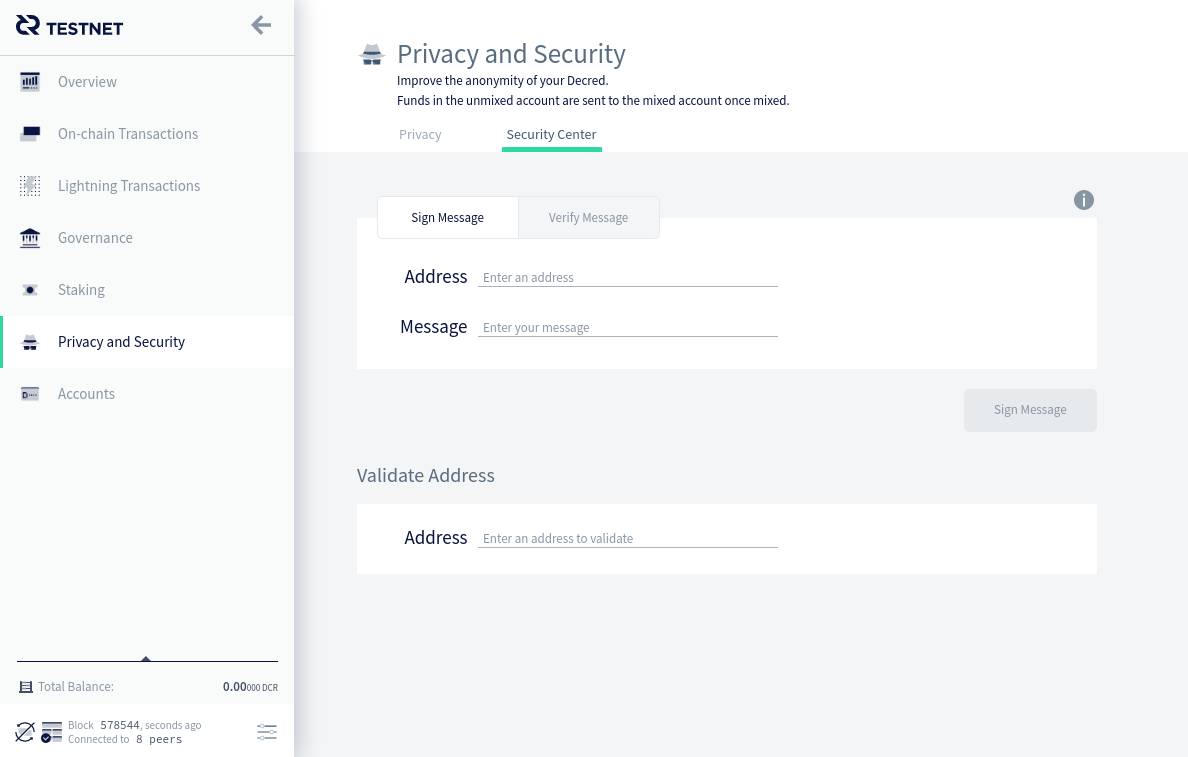 TESTNET
Overview
On-chain Transactions
Lightning Transactions
Governance
Staking
Privacy and Security
Accounts
Total Balance: 0.00000 DCR
Block 578544, seconds ago
Connected to 8 peers
Privacy and Security
Improve the anonymity of your Decred.
Funds in the unmixed account are sent to the mixed account once mixed.
Privacy Security Center
Sign Message Verify Message
Address Enter an address
Message Enter your message
Sign Message
Validate Address
Address Enter an address to validate